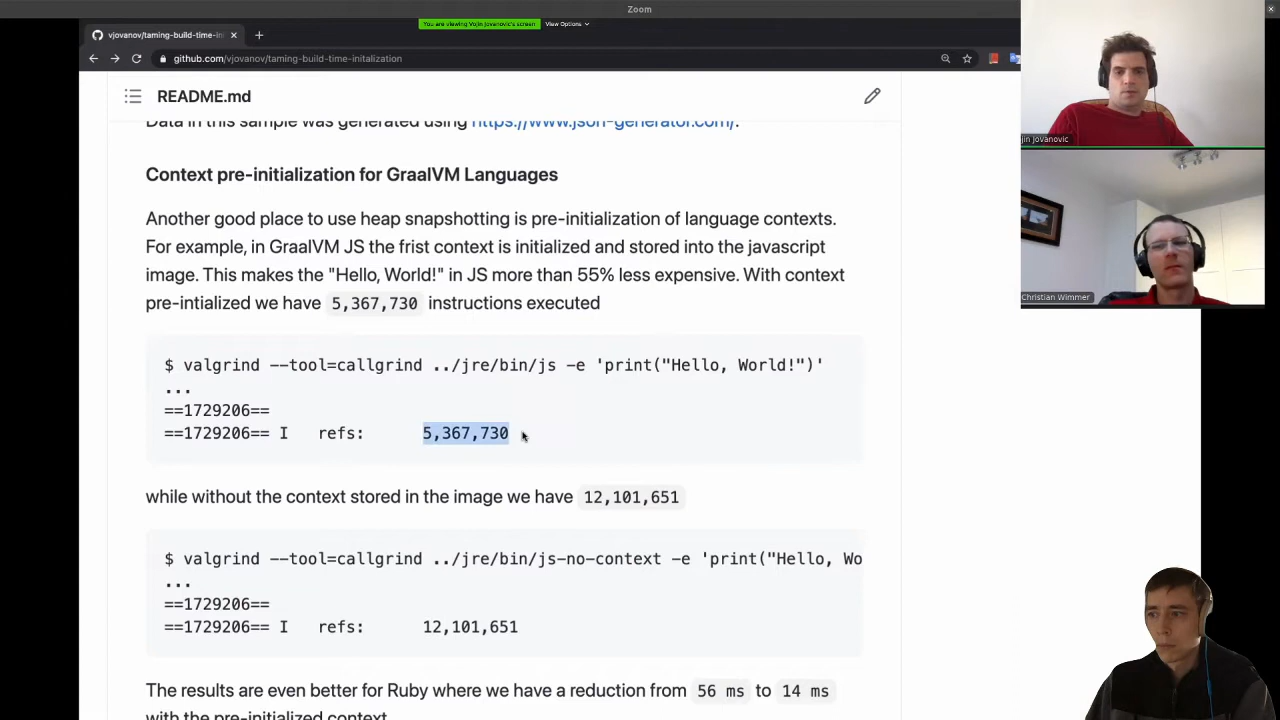 Zoom
You are viewing Vojin Jovanovic's screen View Options
vjovanov/taming-build-time-in
github.com/vjovanov/taming-build-time-initalization
README.md
Data in this sample was generated using https://www.json-generator.com/.
Context pre-initialization for GraalVM Languages
Another good place to use heap snapshotting is pre-initialization of language contexts.
For example, in GraalVM JS the frist context is initialized and stored into the javascript
image. This makes the "Hello, World!" in JS more than 55% less expensive. With context
pre-intialized we have 5,367,730 instructions executed
$ valgrind --tool=callgrind ../jre/bin/js -e 'print("Hello, World!")'
...
==1729206==
==1729206== I refs: 5,367,730
while without the context stored in the image we have 12,101,651
$ valgrind --tool=callgrind ../jre/bin/js-no-context -e 'print("Hello, Wo
...
==1729206==
==1729206== I refs: 12,101,651
The results are even better for Ruby where we have a reduction from 56 ms to 14 ms
with the pre-initialized context.
jin jovanovic
Christian Wimmer